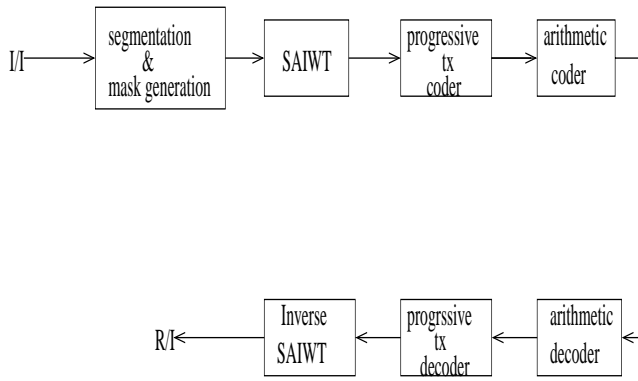 I/I
segmentation
&
mask generation
SAIWT
progressive
tx
coder
arithmetic
coder
R/I
Inverse
SAIWT
progrssive
tx
decoder
arithmetic
decoder